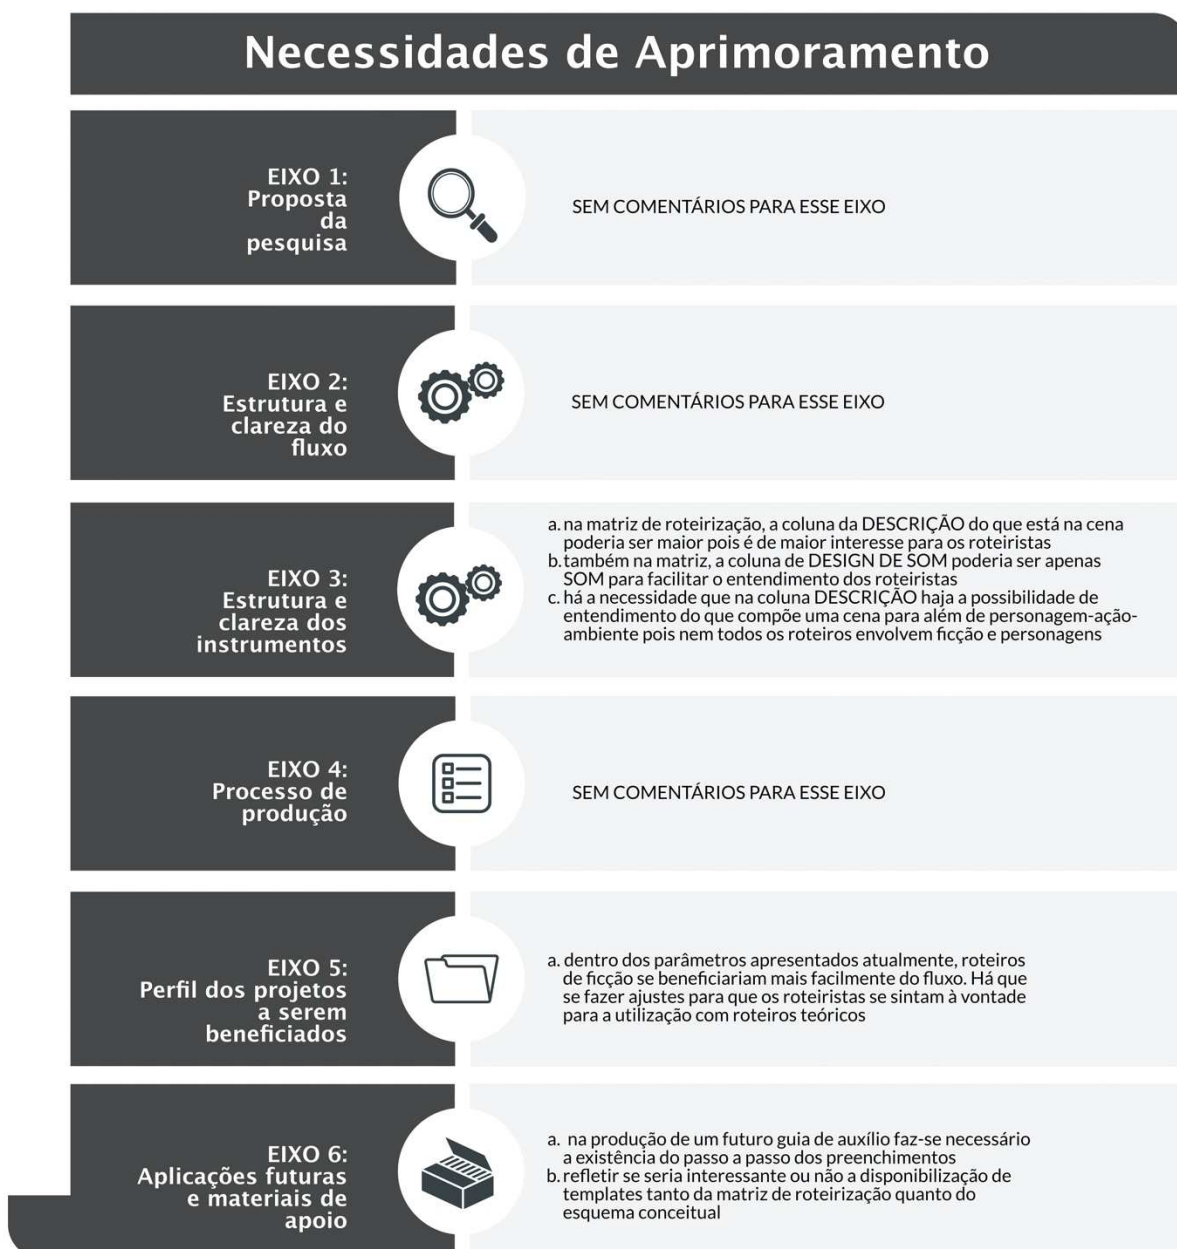 Necessidades de Aprimoramento
EIXO 1:
Proposta
da
pesquisa
SEM COMENTÁRIOS PARA ESSE EIXO
EIXO 2:
Estrutura e
clareza do
fluxo
SEM COMENTÁRIOS PARA ESSE EIXO
EIXO 3:
Estrutura e
clareza dos
instrumentos
a. na matriz de roteirização, a coluna da DESCRIÇÃO do que está na cena
poderia ser maior pois é de maior interesse para os roteiristas
b. também na matriz, a coluna de DESIGN DE SOM poderia ser apenas
SOM para facilitar o entendimento dos roteiristas
c. há a necessidade que na coluna DESCRIÇÃO haja a possibilidade de
entendimento do que compõe uma cena para além de personagem-ação-
ambiente pois nem todos os roteiros envolvem ficção e personagens
EIXO 4:
Processo de
produção
SEM COMENTÁRIOS PARA ESSE EIXO
EIXO 5:
Perfil dos projetos
a serem
beneficiados
a. dentro dos parâmetros apresentados atualmente, roteiros
de ficção se beneficiariam mais facilmente do fluxo. Há que
se fazer ajustes para que os roteiristas se sintam à vontade
para a utilização com roteiros teóricos
EIXO 6:
Aplicações futuras
e materiais de
apoio
a. na produção de um futuro guia de auxílio faz-se necessário
a existência do passo a passo dos preenchimentos
b. refletir se seria interessante ou não a disponibilização de
templates tanto da matriz de roteirização quanto do
esquema conceitual